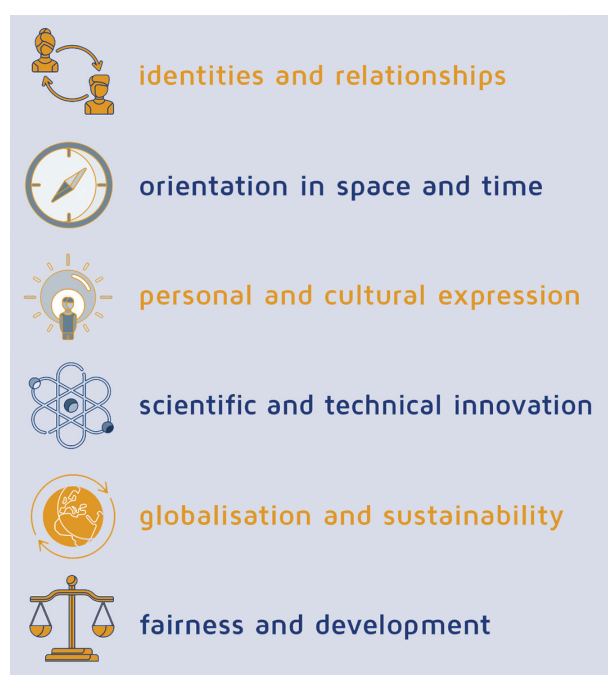 identities and relationships
orientation in space and time
personal and cultural expression
scientific and technical innovation
globalisation and sustainability
fairness and development